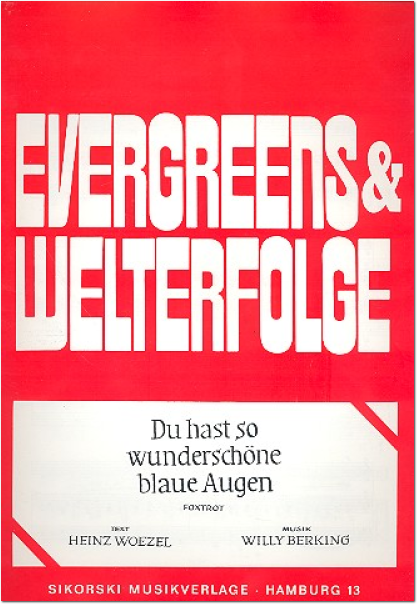 EVERGREENS &
WELTERFOLGE
Du hast so
wunderschöne
blaue Augen
FOXTROT
TEXT
HEINZ WOEZEL
MUSIK
WILLY BERKING
SIKORSKI MUSIKVERLAGE · HAMBURG 13